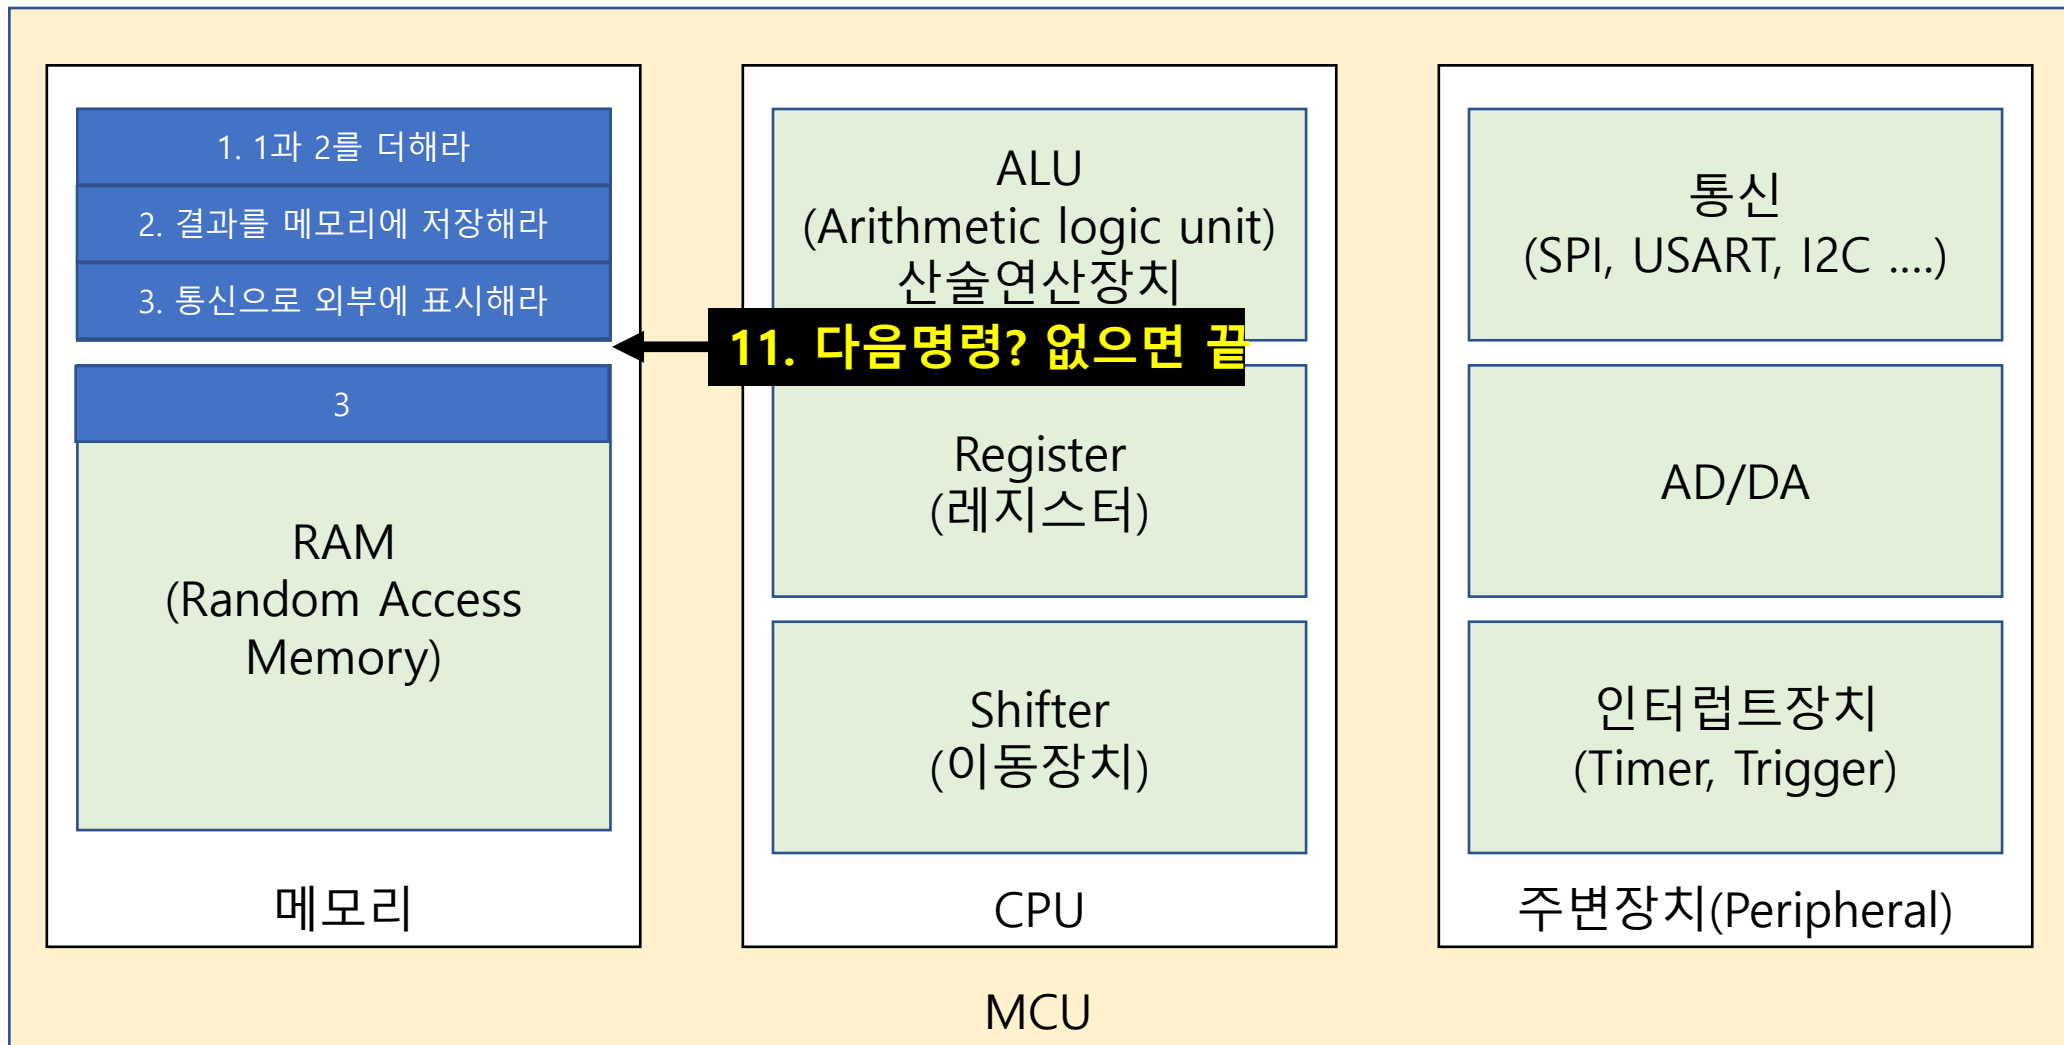 1. 1과 2를 더해라
2. 결과를 메모리에 저장해라
3. 통신으로 외부에 표시해라
3
RAM
(Random Access
Memory)
메모리
ALU
(Arithmetic logic unit)
산술연산장치
11. 다음명령? 없으면 끝
Register
(레지스터)
Shifter
(이동장치)
CPU
통신
(SPI, USART, I2C ....)
AD/DA
인터럽트장치
(Timer, Trigger)
주변장치(Peripheral)
MCU